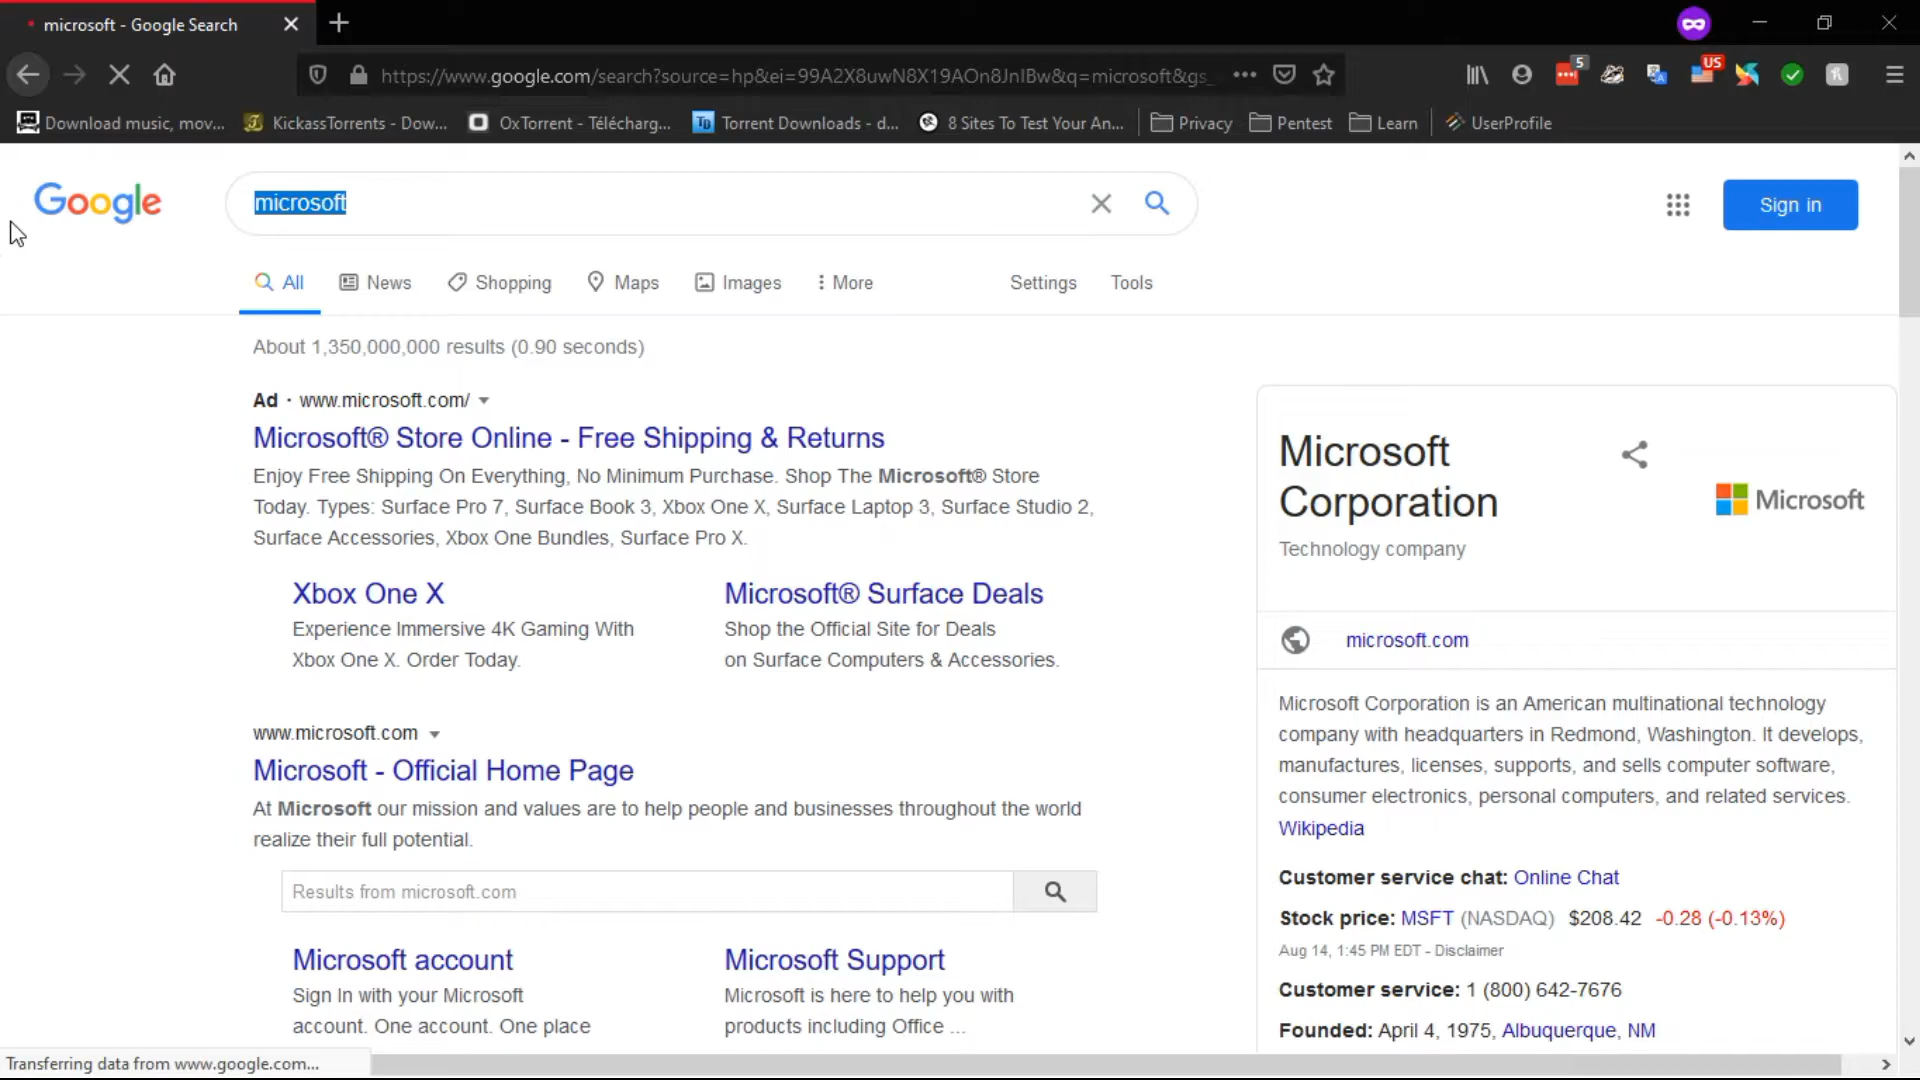 microsoft - Google Search
https://www.google.com/search?source=hp&ei=99A2X8uwN8X19AOn8JnIBw&q=microsoft&gs_
5
US
Download music, mov...
KickassTorrents - Dow...
OxTorrent - Télécharg...
TD
Torrent Downloads - d...
8 Sites To Test Your An...
Privacy
Pentest
Learn
UserProfile
Google
microsoft
Sign in
All
News
Shopping
Maps
Images
More
Settings
Tools
About 1,350,000,000 results (0.90 seconds)
Ad · www.microsoft.com/
Microsoft® Store Online - Free Shipping & Returns
Enjoy Free Shipping On Everything, No Minimum Purchase. Shop The Microsoft® Store
Today. Types: Surface Pro 7, Surface Book 3, Xbox One X, Surface Laptop 3, Surface Studio 2,
Surface Accessories, Xbox One Bundles, Surface Pro X.
Xbox One X
Experience Immersive 4K Gaming With
Xbox One X. Order Today.
Microsoft® Surface Deals
Shop the Official Site for Deals
on Surface Computers & Accessories.
www.microsoft.com
Microsoft - Official Home Page
At Microsoft our mission and values are to help people and businesses throughout the world
realize their full potential.
Results from microsoft.com
Microsoft account
Sign In with your Microsoft
account. One account. One place
Microsoft Support
Microsoft is here to help you with
products including Office ...
Microsoft
Corporation
Technology company
Microsoft
microsoft.com
Microsoft Corporation is an American multinational technology
company with headquarters in Redmond, Washington. It develops,
manufactures, licenses, supports, and sells computer software,
consumer electronics, personal computers, and related services.
Wikipedia
Customer service chat: Online Chat
Stock price: MSFT (NASDAQ) $208.42 -0.28 (-0.13%)
Aug 14, 1:45 PM EDT - Disclaimer
Customer service: 1 (800) 642-7676
Founded: April 4, 1975, Albuquerque, NM
Transferring data from www.google.com...